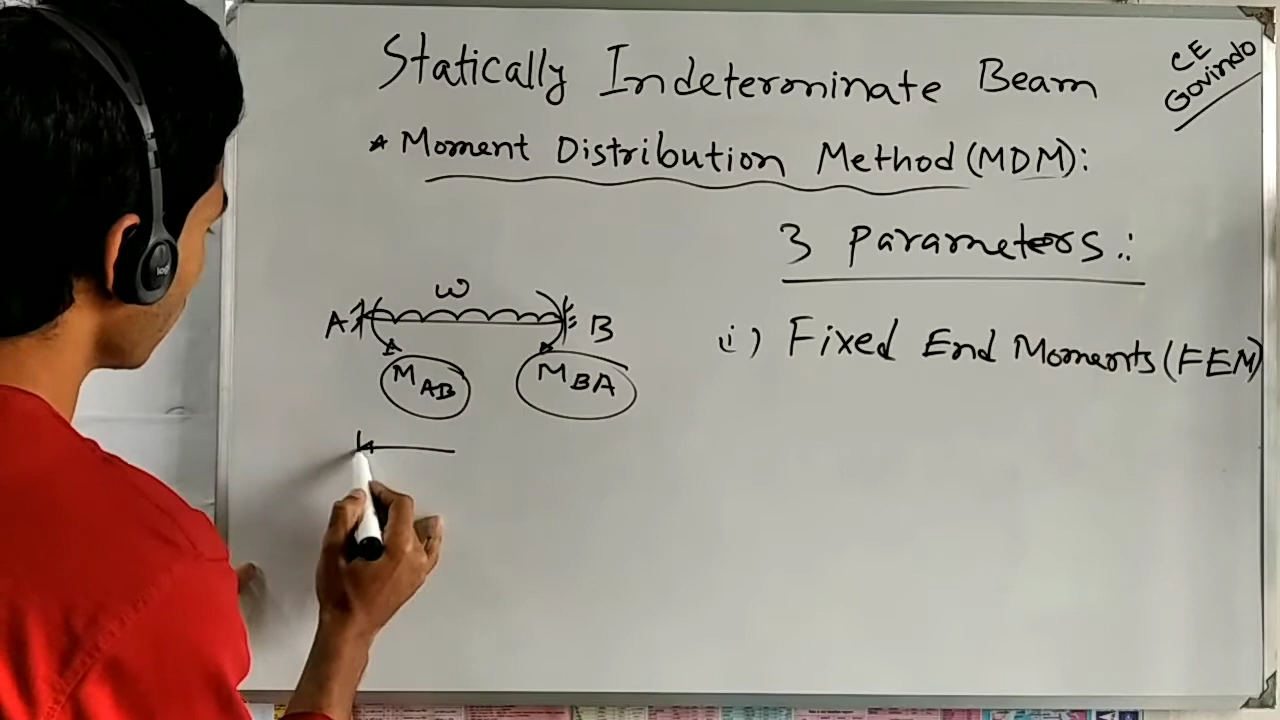 Statically Indeterminate Beam
CE
Govindo
* Moment Distribution Method (MDM):
3 Parameters:
w
A
B
i) Fixed End Moments (FEM)
MAB
MBA